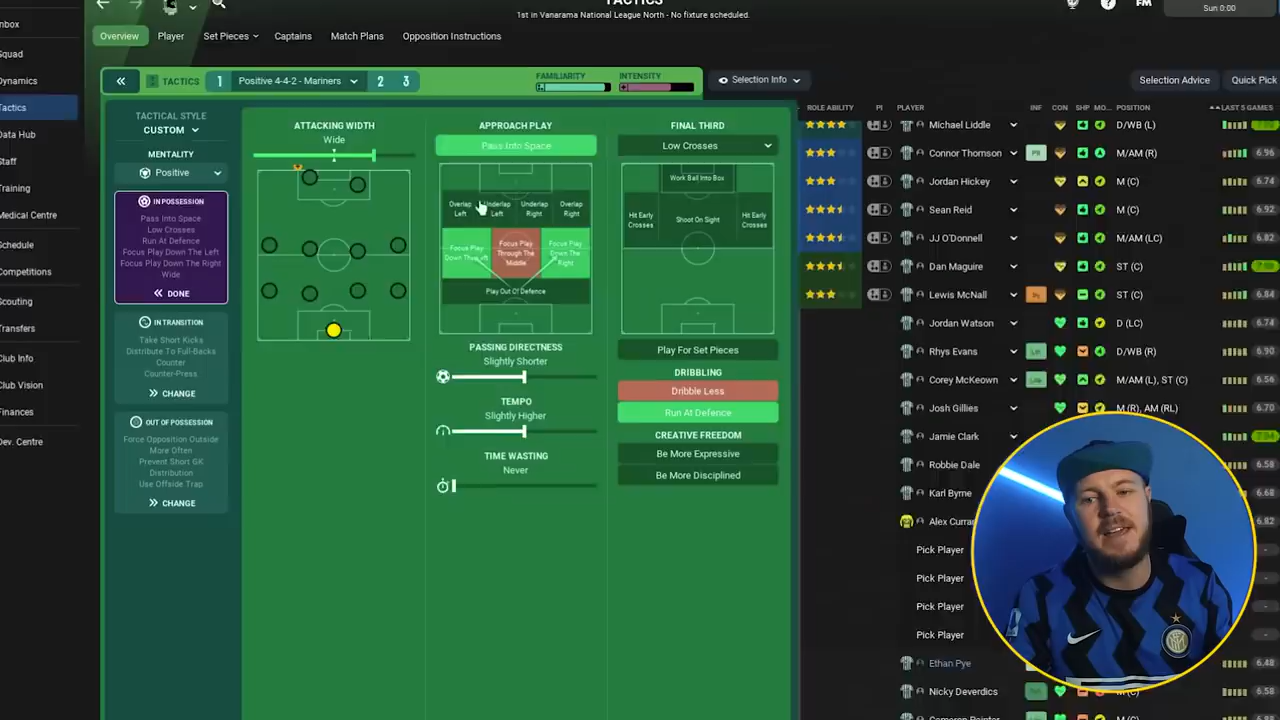 TACTICS
1st in Vanarama National League North - No fixture scheduled.
FM
Sun 0:00
Inbox
Squad
Dynamics
Tactics
Data Hub
Staff
Training
Medical Centre
Schedule
Competitions
Scouting
Transfers
Club Info
Club Vision
Finances
Dev. Centre
Overview
Player
Set Pieces
Captains
Match Plans
Opposition Instructions
TACTICS
1
Positive 4-4-2 - Mariners
2
3
FAMILIARITY
INTENSITY
Selection Info
Selection Advice
Quick Pick
TACTICAL STYLE
CUSTOM
MENTALITY
Positive
IN POSSESSION
Pass Into Space
Low Crosses
Run At Defence
Focus Play Down The Left
Focus Play Down The Right
Wide
DONE
IN TRANSITION
Take Short Kicks
Distribute To Full-Backs
Counter
Counter-Press
CHANGE
OUT OF POSSESSION
Force Opposition Outside
More Often
Prevent Short GK
Distribution
Use Offside Trap
CHANGE
ATTACKING WIDTH
Wide
APPROACH PLAY
Pass Into Space
Overlap Left
Underlap Left
Underlap Right
Overlap Right
Focus Play Down The Left
Focus Play Through The Middle
Focus Play Down The Right
Play Out Of Defence
PASSING DIRECTNESS
Slightly Shorter
TEMPO
Slightly Higher
TIME WASTING
Never
FINAL THIRD
Low Crosses
Work Ball Into Box
Hit Early Crosses
Shoot On Sight
Hit Early Crosses
Play For Set Pieces
DRIBBLING
Dribble Less
Run At Defence
CREATIVE FREEDOM
Be More Expressive
Be More Disciplined
ROLE ABILITY PI PLAYER INF CON SHP MO... POSITION LAST 5 GAMES
Michael Liddle D/WB (L)
Connor Thomson M/AM (R) 6.96
Jordan Hickey M (C)
Sean Reid M (C)
JJ O'Donnell M/AM (LC)
Dan Maguire ST (C)
Lewis McNall ST (C) 6.84
Jordan Watson D (LC) 6.74
Rhys Evans D/WB (R) 6.90
Corey McKeown M/AM (L), ST (C) 6.56
Josh Gillies M (R), AM (RL) 6.70
Jamie Clark
Robbie Dale 6.58
Karl Byrne 6.68
Alex Curran 6.82
Pick Player -
Pick Player -
Pick Player -
Pick Player -
Ethan Pye 6.93
Nicky Deverdics M (C) 6.58